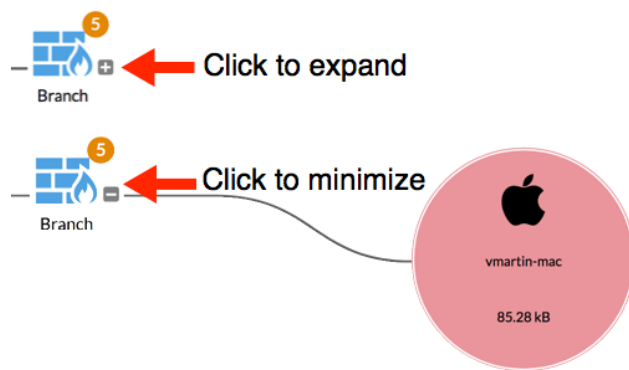 5
Click to expand
Branch
5
Click to minimize
Branch
vmartin-mac
85.28 kB